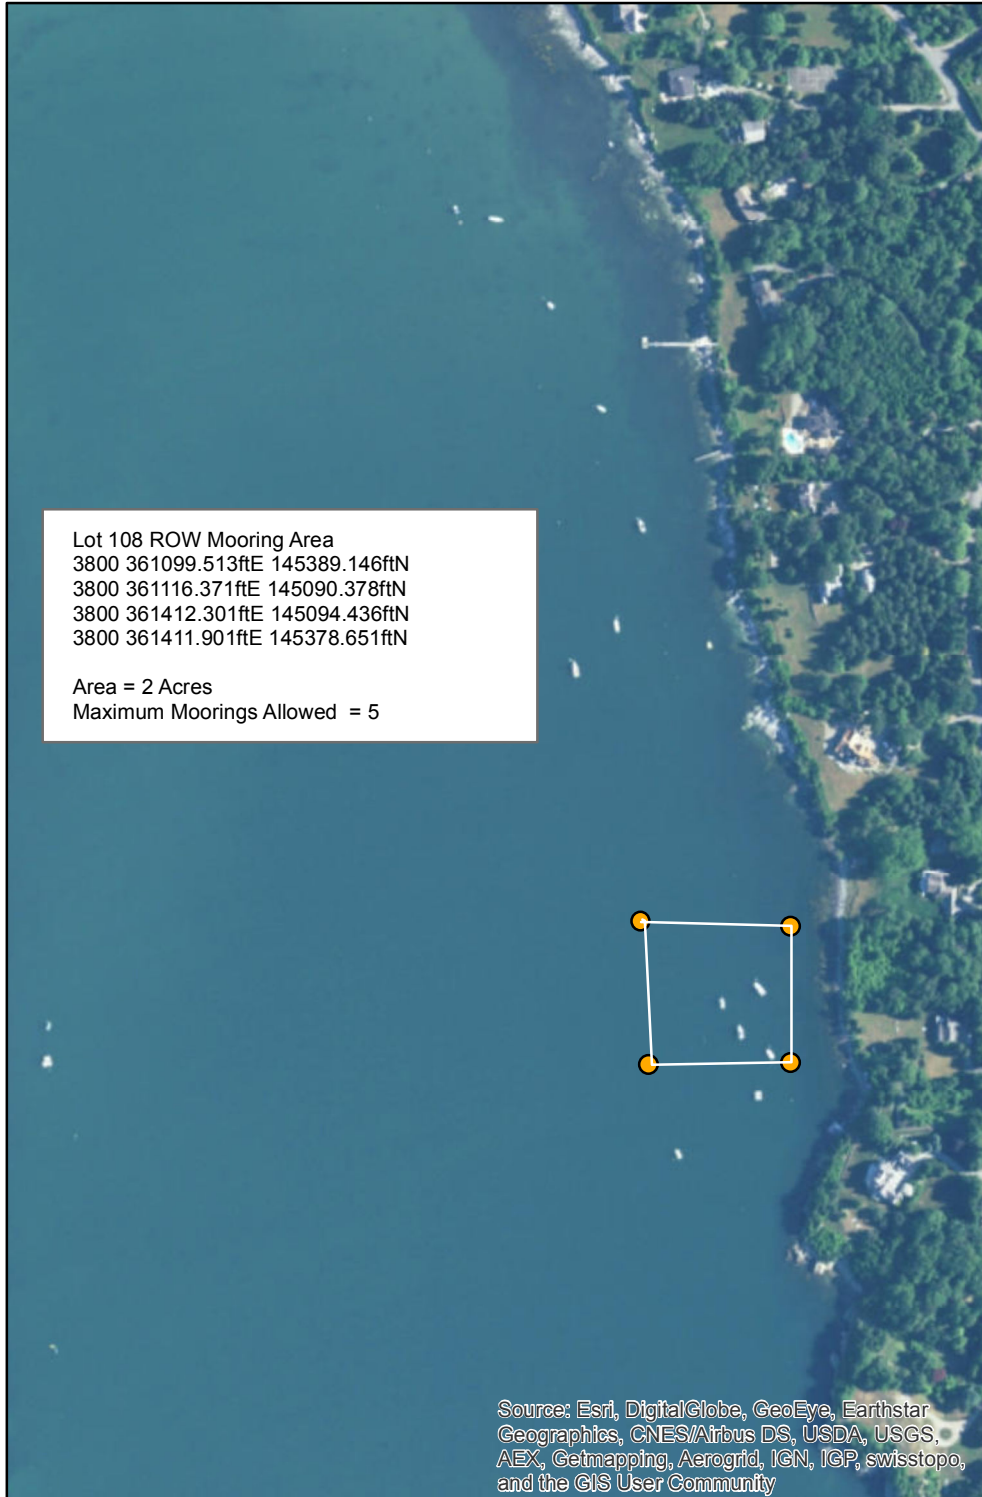 Lot 108 ROW Mooring Area
3800 361099.513ftE 145389.146ftN
3800 361116.371ftE 145090.378ftN
3800 361412.301ftE 145094.436ftN
3800 361411.901ftE 145378.651ftN
Area = 2 Acres
Maximum Moorings Allowed = 5
Source: Esri, DigitalGlobe, GeoEye, Earthstar
Geographics, CNES/Airbus DS, USDA, USGS,
AEX, Getmapping, Aerogrid, IGN, IGP, swisstopo,
and the GIS User Community